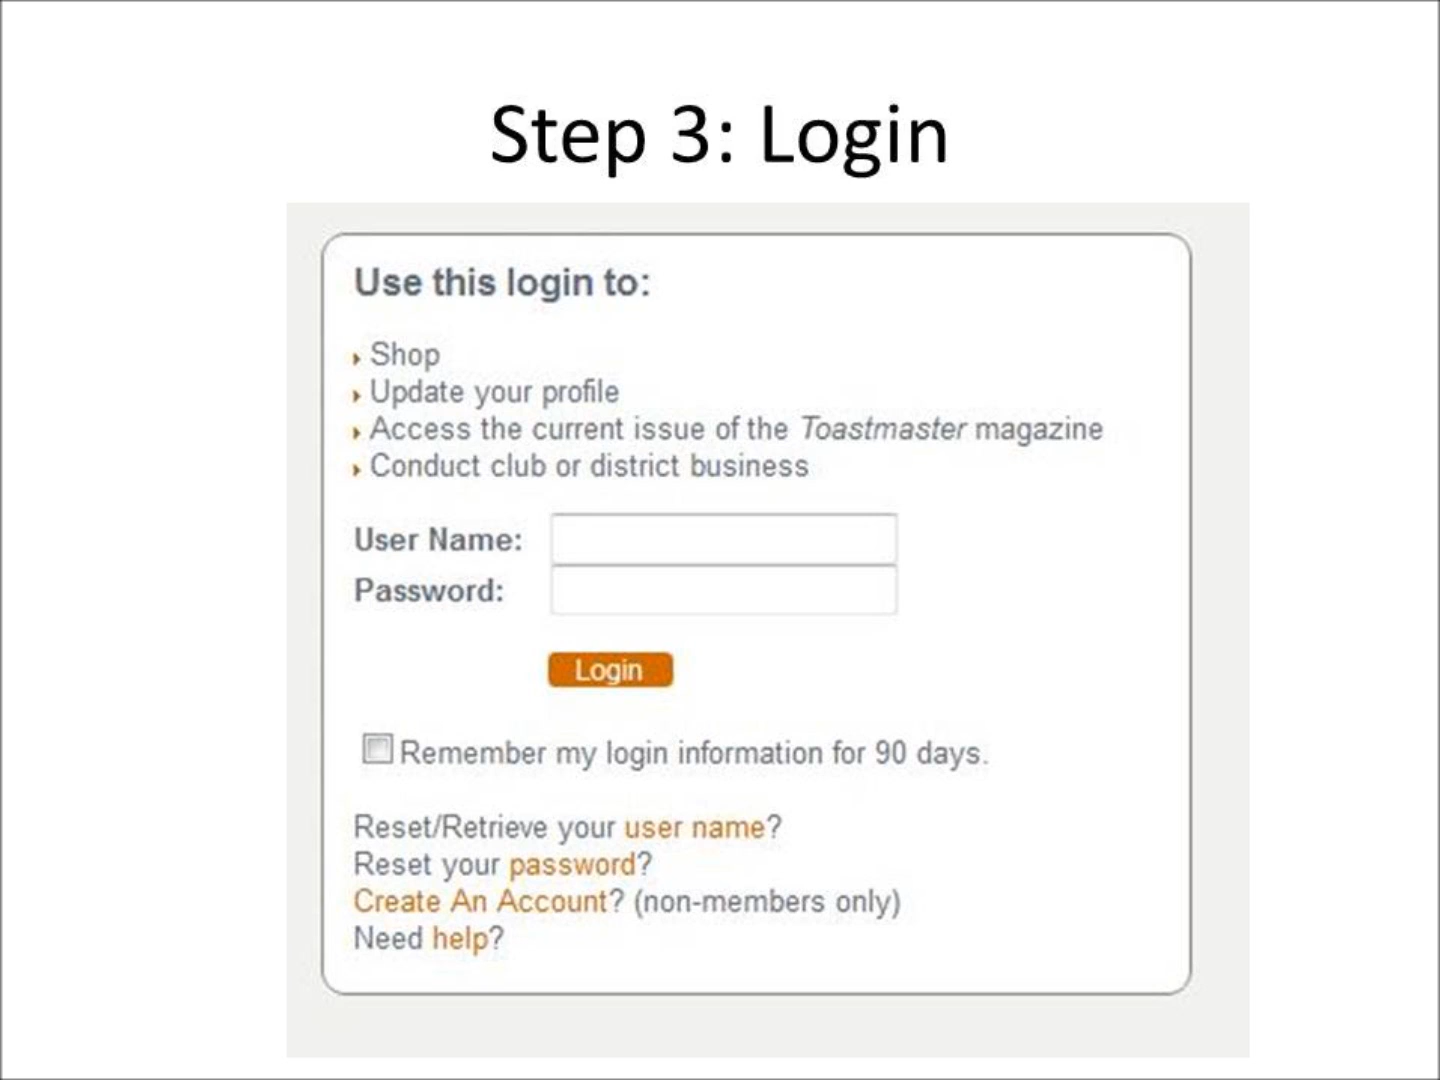 Step 3: Login
Use this login to:
Shop
Update your profile
Access the current issue of the Toastmaster magazine
Conduct club or district business
User Name:
Password:
Login
Remember my login information for 90 days.
Reset/Retrieve your user name?
Reset your password?
Create An Account? (non-members only)
Need help?